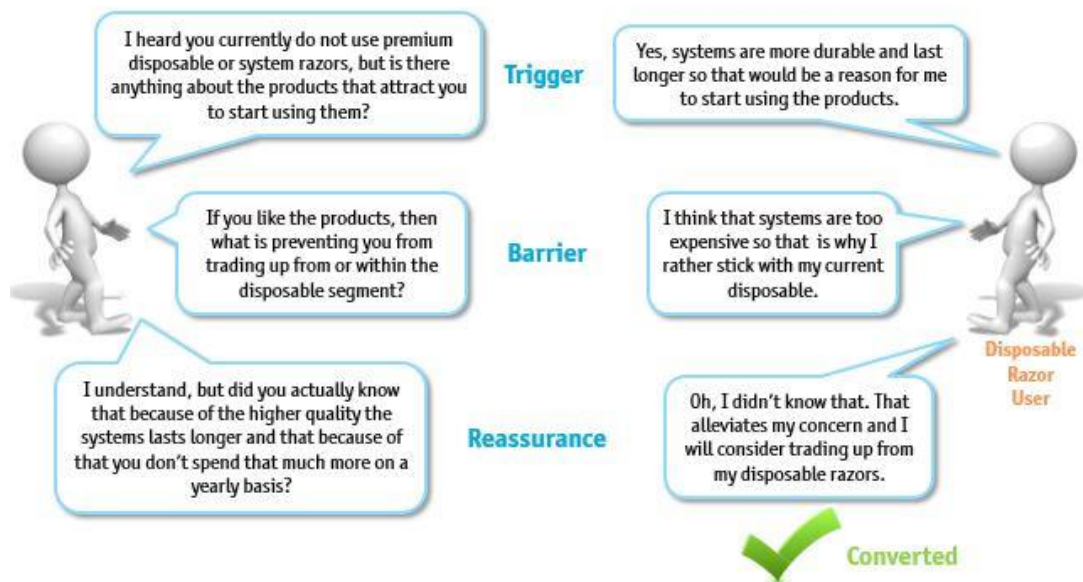 I heard you currently do not use premium
disposable or system razors, but is there
anything about the products that attract you
to start using them?
Trigger
Yes, systems are more durable and last
longer so that would be a reason for me
to start using the products.
If you like the products, then
what is preventing you from
trading up from or within the
disposable segment?
Barrier
I think that systems are too
expensive so that is why I
rather stick with my current
disposable.
Disposable
Razor
User
I understand, but did you actually know
that because of the higher quality the
systems lasts longer and that because of
that you don't spend that much more on a
yearly basis?
Reassurance
Oh, I didn't know that. That
alleviates my concern and I
will consider trading up from
my disposable razors.
Converted